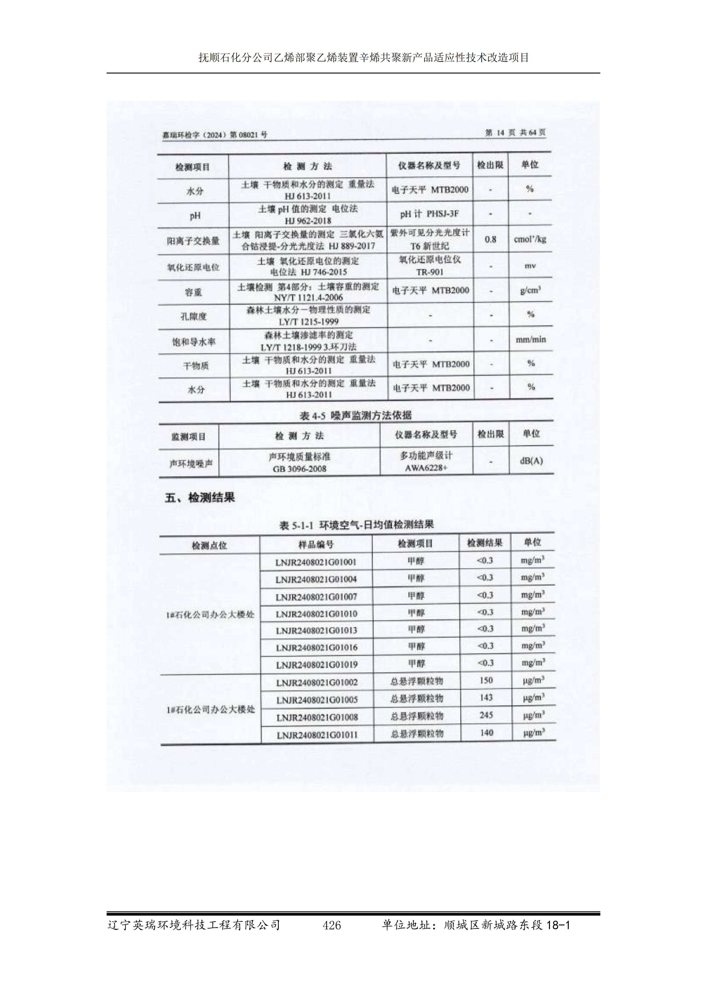 抚顺石化分公司乙烯部聚乙烯装置辛烯共聚新产品适应性技术改造项目
嘉瑞环检字（2024）第 08021 号 第 14 页 共 64 页
检测项目 检 测 方 法 仪器名称及型号 检出限 单位
水分 土壤 干物质和水分的测定 重量法 HJ 613-2011 电子天平 MTB2000 - %
pH 土壤 pH 值的测定 电位法 HJ 962-2018 pH 计 PHSJ-3F - -
阳离子交换量 土壤 阳离子交换量的测定 三氯化六氨合钴浸提-分光光度法 HJ 889-2017 紫外可见分光光度计 T6 新世纪 0.8 cmol⁺/kg
氧化还原电位 土壤 氧化还原电位的测定 电位法 HJ 746-2015 氧化还原电位仪 TR-901 - mv
容重 土壤检测 第4部分：土壤容重的测定 NY/T 1121.4-2006 电子天平 MTB2000 - g/cm³
孔隙度 森林土壤水分－物理性质的测定 LY/T 1215-1999 - - %
饱和导水率 森林土壤渗滤率的测定 LY/T 1218-1999 3.环刀法 - - mm/min
干物质 土壤 干物质和水分的测定 重量法 HJ 613-2011 电子天平 MTB2000 - %
水分 土壤 干物质和水分的测定 重量法 HJ 613-2011 电子天平 MTB2000 - %
表 4-5 噪声监测方法依据
监测项目 检 测 方 法 仪器名称及型号 检出限 单位
声环境噪声 声环境质量标准 GB 3096-2008 多功能声级计 AWA6228+ - dB(A)
五、检测结果
表 5-1-1 环境空气-日均值检测结果
检测点位 样品编号 检测项目 检测结果 单位
1#石化公司办公大楼处 LNJR2408021G01001 甲醇 <0.3 mg/m³
LNJR2408021G01004 甲醇 <0.3 mg/m³
LNJR2408021G01007 甲醇 <0.3 mg/m³
LNJR2408021G01010 甲醇 <0.3 mg/m³
LNJR2408021G01013 甲醇 <0.3 mg/m³
LNJR2408021G01016 甲醇 <0.3 mg/m³
LNJR2408021G01019 甲醇 <0.3 mg/m³
1#石化公司办公大楼处 LNJR2408021G01002 总悬浮颗粒物 150 μg/m³
LNJR2408021G01005 总悬浮颗粒物 143 μg/m³
LNJR2408021G01008 总悬浮颗粒物 245 μg/m³
LNJR2408021G01011 总悬浮颗粒物 140 μg/m³
辽宁英瑞环境科技工程有限公司 426 单位地址：顺城区新城路东段 18-1